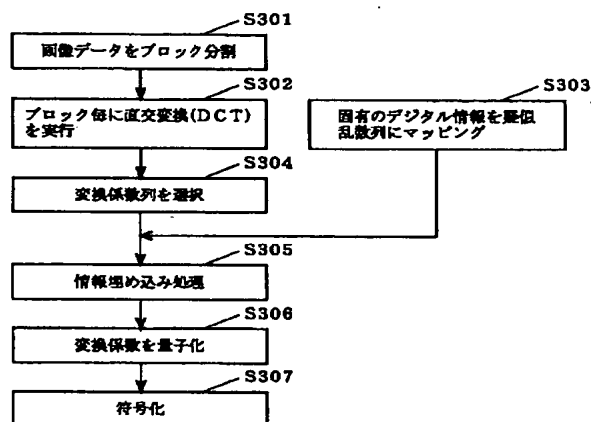 S301
画像データをブロック分割
S302
ブロック毎に直交変換(DCT)
を実行
S303
固有のデジタル情報を疑似
乱数列にマッピング
S304
変換係数列を選択
S305
情報埋め込み処理
S306
変換係数を量子化
S307
符号化